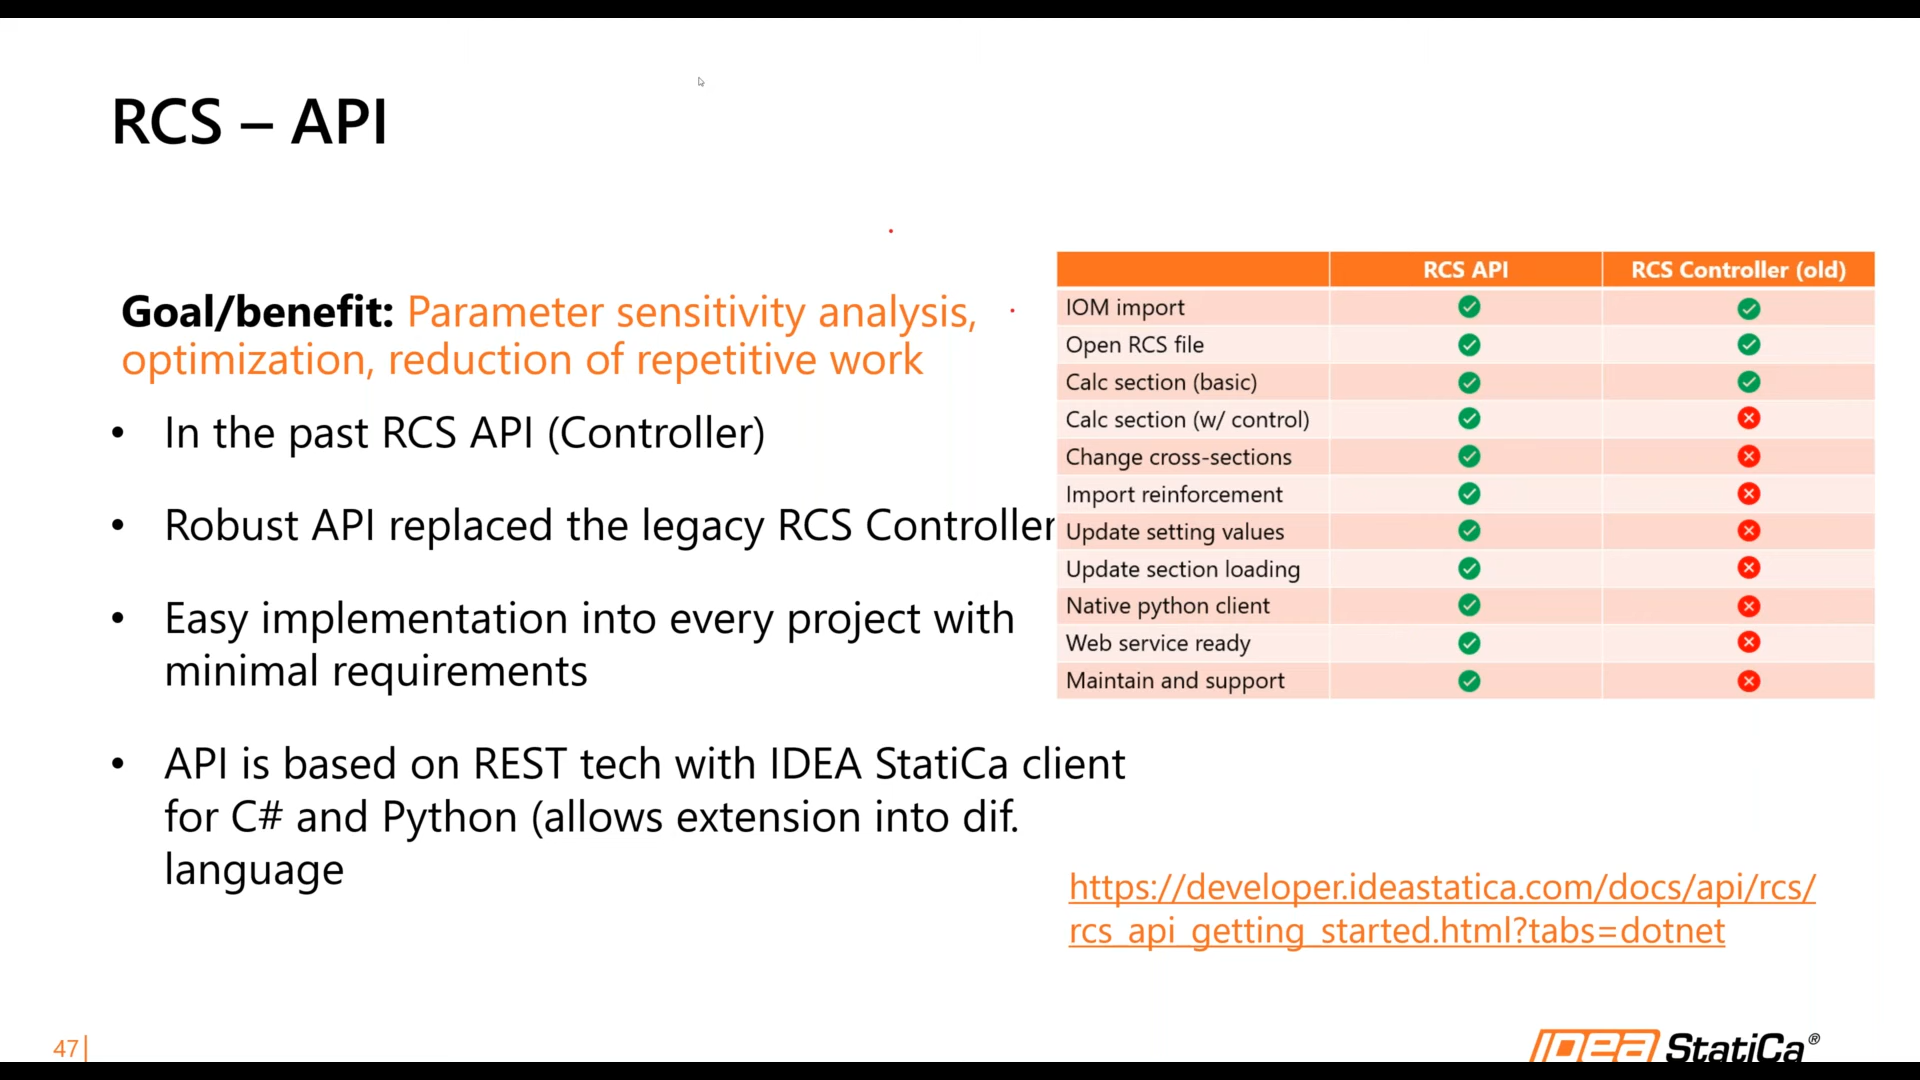 RCS – API
Goal/benefit: Parameter sensitivity analysis,
optimization, reduction of repetitive work
• In the past RCS API (Controller)
• Robust API replaced the legacy RCS Controller
• Easy implementation into every project with
minimal requirements
• API is based on REST tech with IDEA StatiCa client
for C# and Python (allows extension into dif.
language
RCS API RCS Controller (old)
IOM import
Open RCS file
Calc section (basic)
Calc section (w/ control)
Change cross-sections
Import reinforcement
Update setting values
Update section loading
Native python client
Web service ready
Maintain and support
https://developer.ideastatica.com/docs/api/rcs/
rcs_api_getting_started.html?tabs=dotnet
47
IDEA StatiCa®